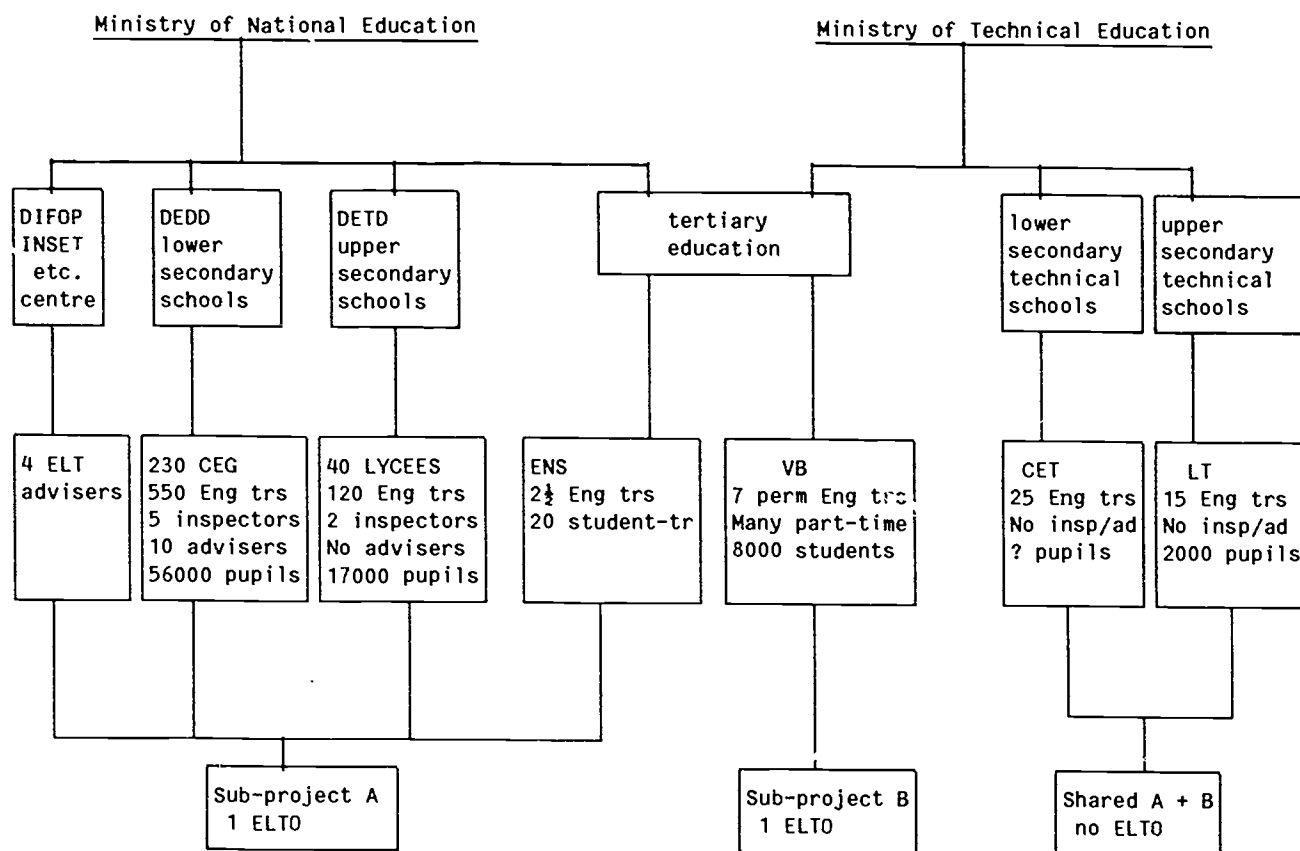 Ministry of National Education
Ministry of Technical Education
DIFOP
INSET
etc.
centre
DEDD
lower
secondary
schools
DETD
upper
secondary
schools
tertiary
education
lower
secondary
technical
schools
upper
secondary
technical
schools
4 ELT
advisers
230 CEG
550 Eng trs
5 inspectors
10 advisers
56000 pupils
40 LYCEES
120 Eng trs
2 inspectors
No advisers
17000 pupils
ENS
2½ Eng trs
20 student-tr
VB
7 perm Eng trs
Many part-time
8000 students
CET
25 Eng trs
No insp/ad
? pupils
LT
15 Eng trs
No insp/ad
2000 pupils
Sub-project A
1 ELTO
Sub-project B
1 ELTO
Shared A + B
no ELTO